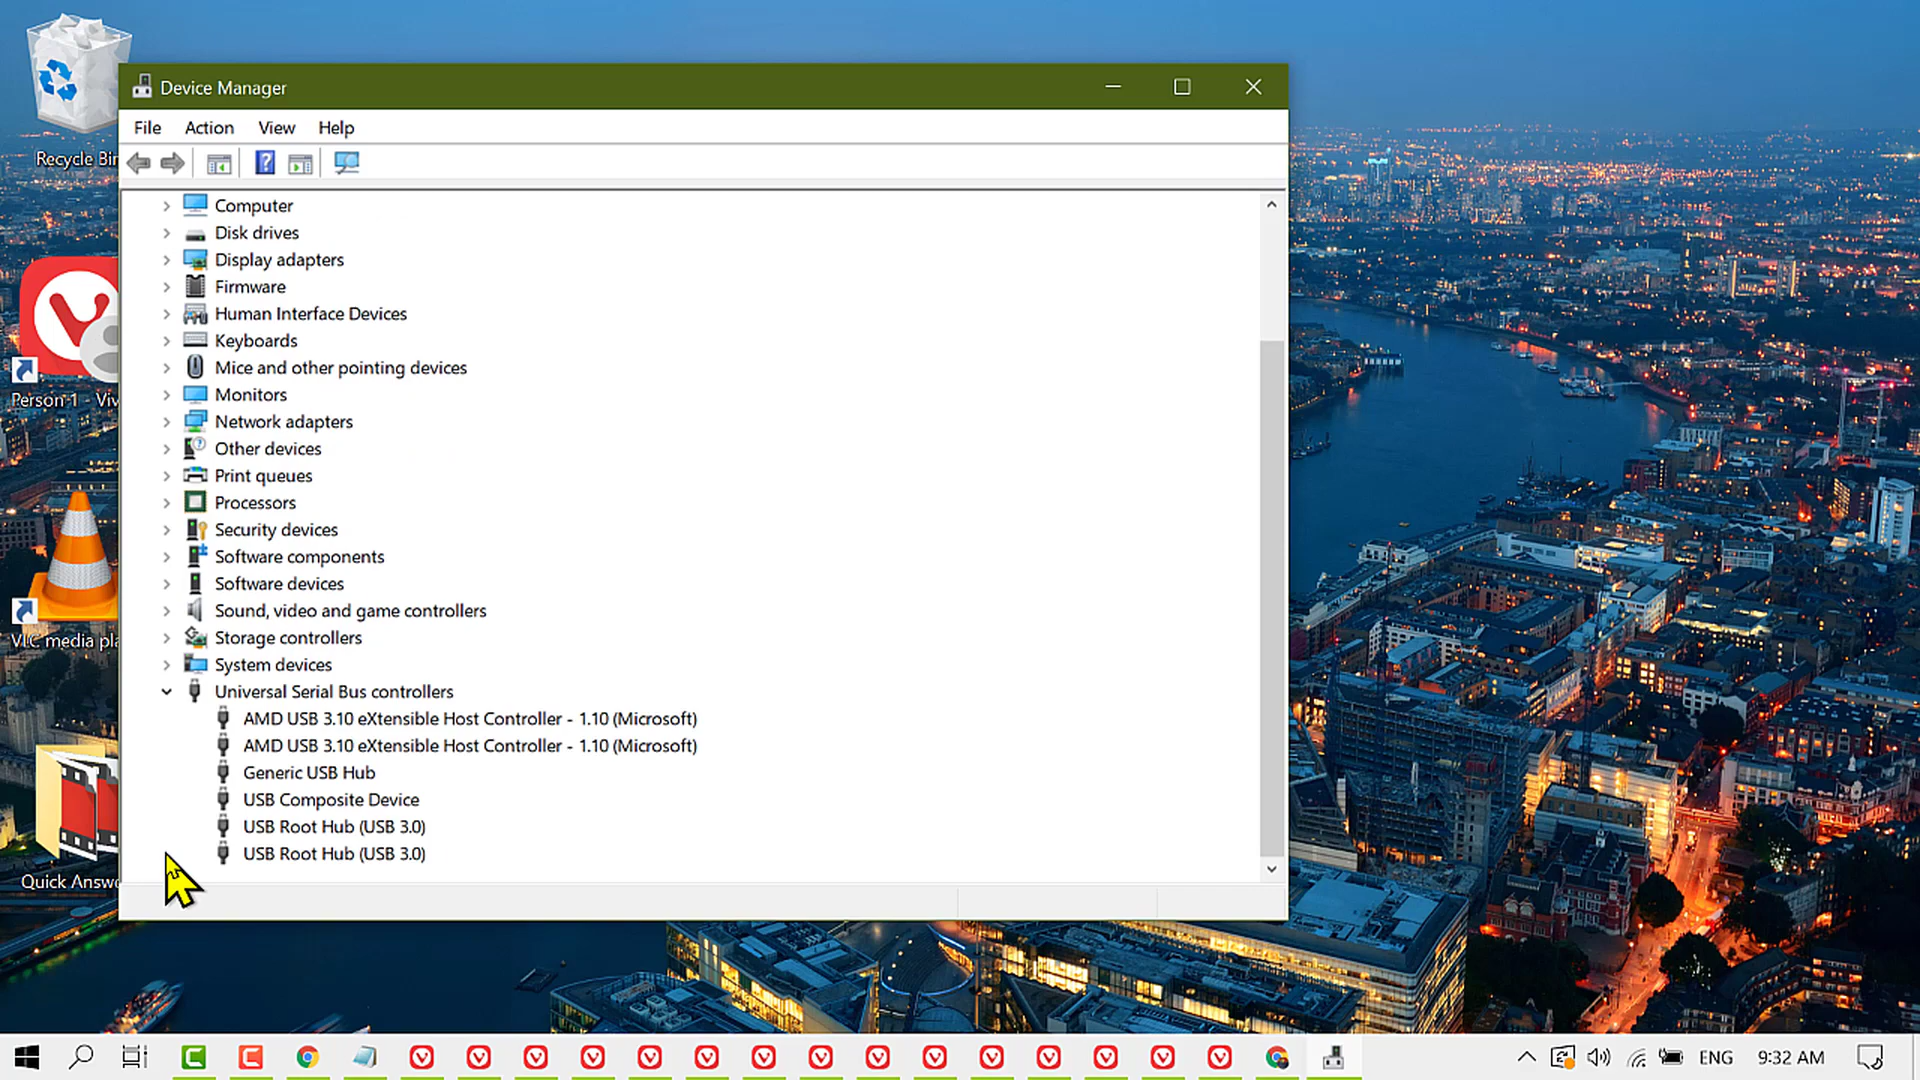 Recycle Bin
Person 1 - Viv
VLC media pla
Quick Answ
Device Manager
File Action View Help
Computer
Disk drives
Display adapters
Firmware
Human Interface Devices
Keyboards
Mice and other pointing devices
Monitors
Network adapters
Other devices
Print queues
Processors
Security devices
Software components
Software devices
Sound, video and game controllers
Storage controllers
System devices
Universal Serial Bus controllers
AMD USB 3.10 eXtensible Host Controller - 1.10 (Microsoft)
AMD USB 3.10 eXtensible Host Controller - 1.10 (Microsoft)
Generic USB Hub
USB Composite Device
USB Root Hub (USB 3.0)
USB Root Hub (USB 3.0)
ENG 9:32 AM